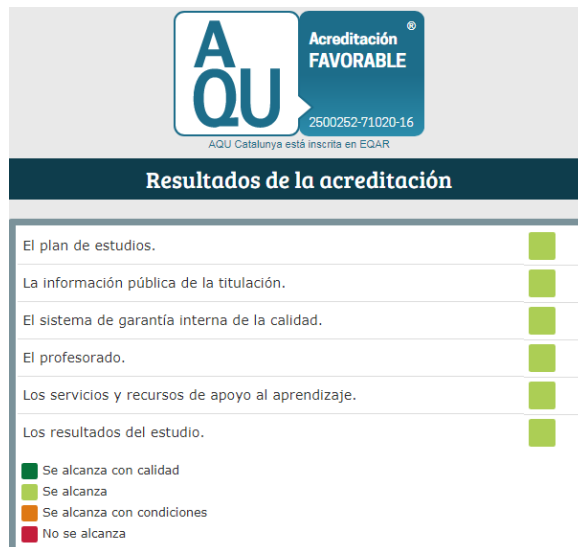 AQU
Acreditación ®
FAVORABLE
2500252-71020-16
AQU Catalunya está inscrita en EQAR
Resultados de la acreditación
El plan de estudios.
La información pública de la titulación.
El sistema de garantía interna de la calidad.
El profesorado.
Los servicios y recursos de apoyo al aprendizaje.
Los resultados del estudio.
Se alcanza con calidad
Se alcanza
Se alcanza con condiciones
No se alcanza